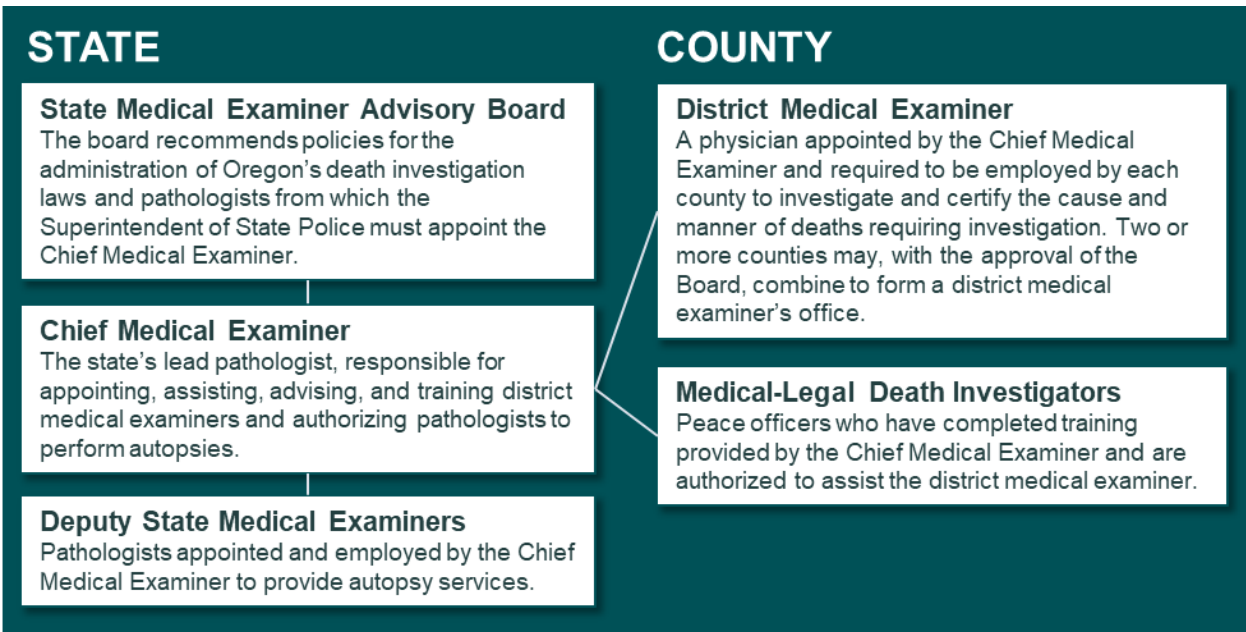 STATE
State Medical Examiner Advisory Board
The board recommends policies for the
administration of Oregon's death investigation
laws and pathologists from which the
Superintendent of State Police must appoint the
Chief Medical Examiner.
Chief Medical Examiner
The state's lead pathologist, responsible for
appointing, assisting, advising, and training district
medical examiners and authorizing pathologists to
perform autopsies.
Deputy State Medical Examiners
Pathologists appointed and employed by the Chief
Medical Examiner to provide autopsy services.
COUNTY
District Medical Examiner
A physician appointed by the Chief Medical
Examiner and required to be employed by each
county to investigate and certify the cause and
manner of deaths requiring investigation. Two or
more counties may, with the approval of the
Board, combine to form a district medical
examiner's office.
Medical-Legal Death Investigators
Peace officers who have completed training
provided by the Chief Medical Examiner and are
authorized to assist the district medical examiner.